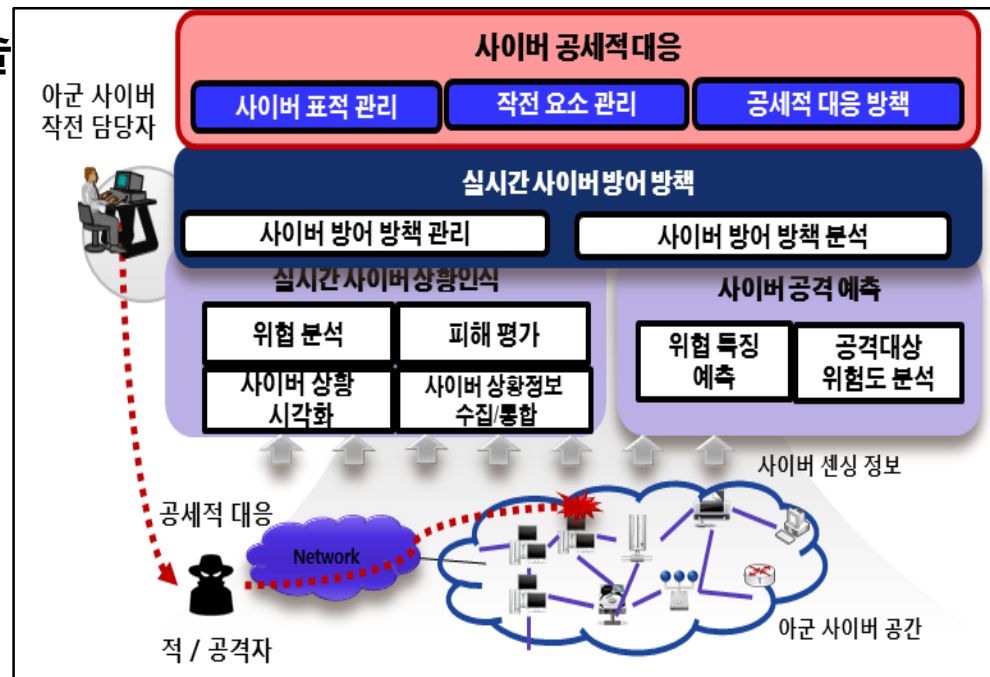 술
사이버 공세적 대응
아군 사이버
작전 담당자
사이버 표적 관리
작전 요소 관리
공세적 대응 방책
실시간 사이버 방어 방책
사이버 방어 방책 관리
사이버 방어 방책 분석
실시간 사이버 상황인식
사이버 공격 예측
위협 분석
피해 평가
위협 특징
예측
공격대상
위험도 분석
사이버 상황
시각화
사이버 상황정보
수집/통합
사이버 센싱 정보
공세적 대응
Network
적 / 공격자
아군 사이버 공간